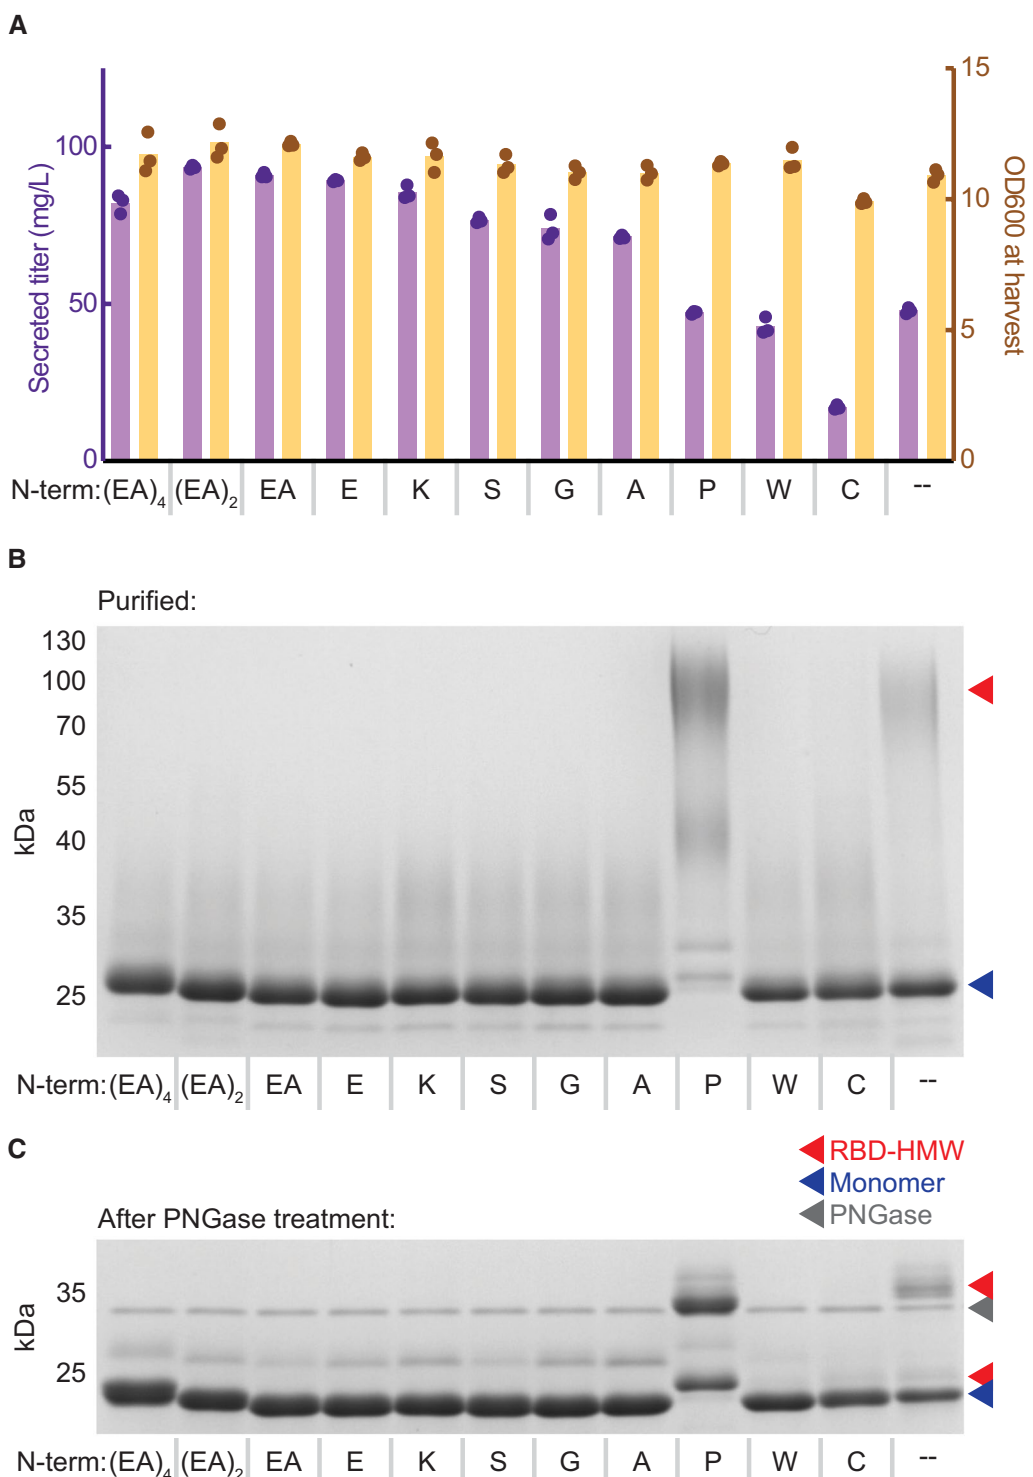 A
Secreted titer (mg/L)
100
50
0
15
10
5
0
OD600 at harvest
N-term: (EA)4 (EA)2 EA E K S G A P W C --
B
Purified:
kDa
130
100
70
55
40
35
25
N-term: (EA)4 (EA)2 EA E K S G A P W C --
C
RBD-HMW
Monomer
PNGase
After PNGase treatment:
kDa
35
25
N-term: (EA)4 (EA)2 EA E K S G A P W C --